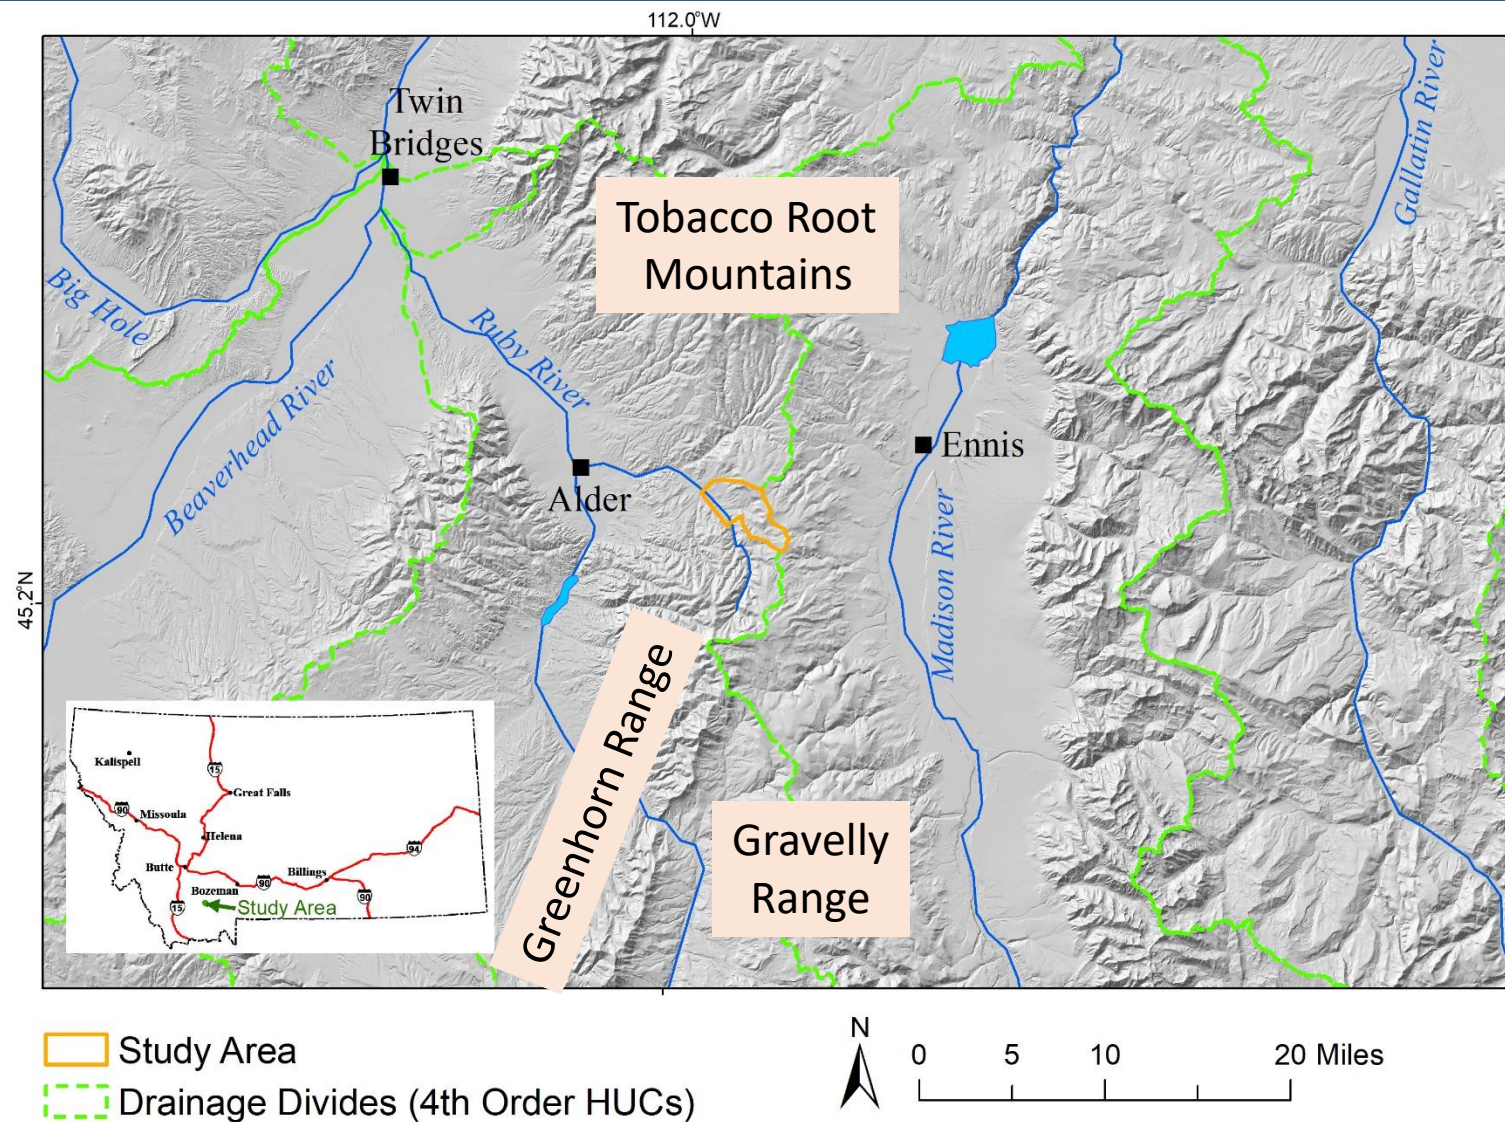 112.0°W
Twin
Bridges
Gallatin River
Tobacco Root
Mountains
Big Hole
Ruby River
Beaverhead River
Ennis
Alder
Madison River
45.2°N
Greenhorn Range
Gravelly
Range
Kalispell
15
Great Falls
90
Missoula
Helena
94
Butte
Billings
Bozeman
90
90
15
Study Area
Study Area
Drainage Divides (4th Order HUCs)
N
0 5 10 20 Miles